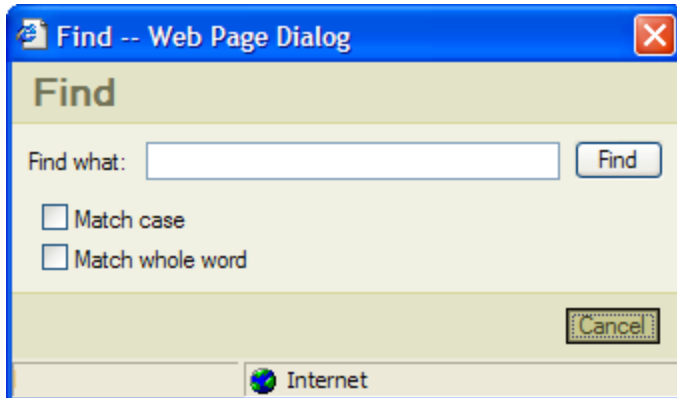 Find -- Web Page Dialog
Find
Find what:
Find
Match case
Match whole word
Cancel
Internet